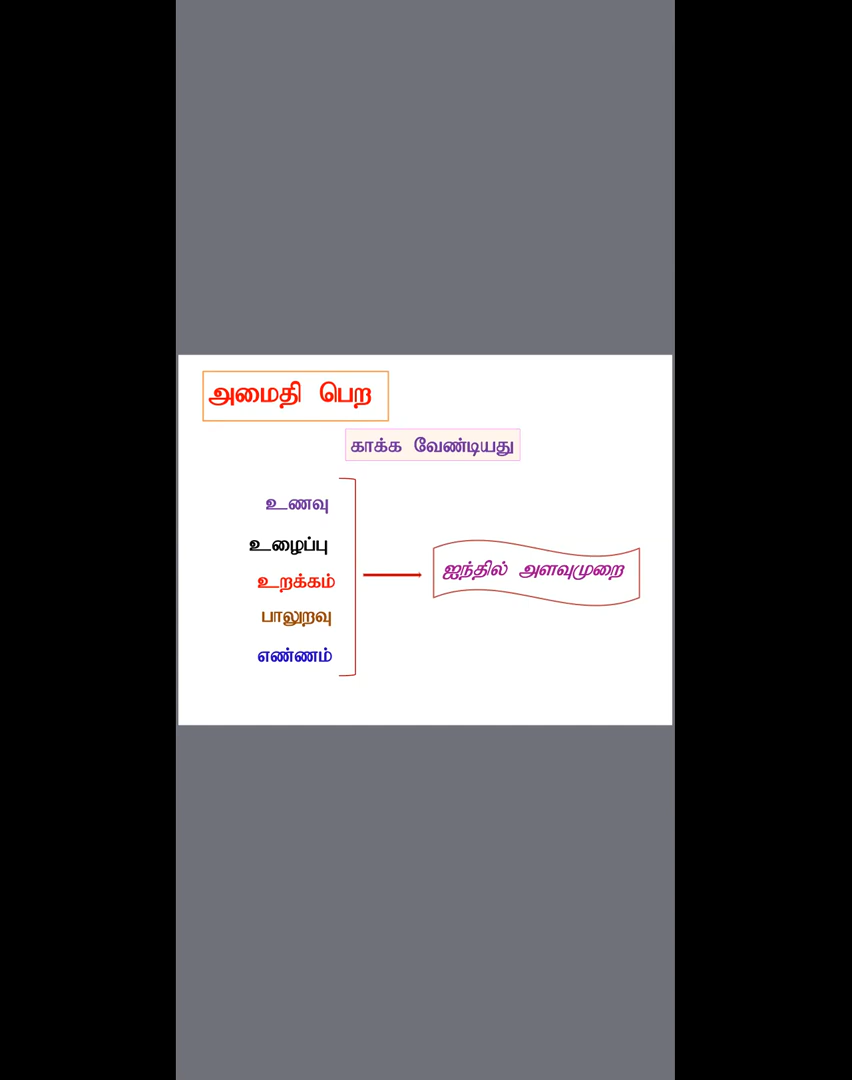 அமைதி பெற
காக்க வேண்டியது
உணவு
உழைப்பு
உறக்கம்
பாலுறவு
எண்ணம்
ஐந்தில் அளவுமுறை